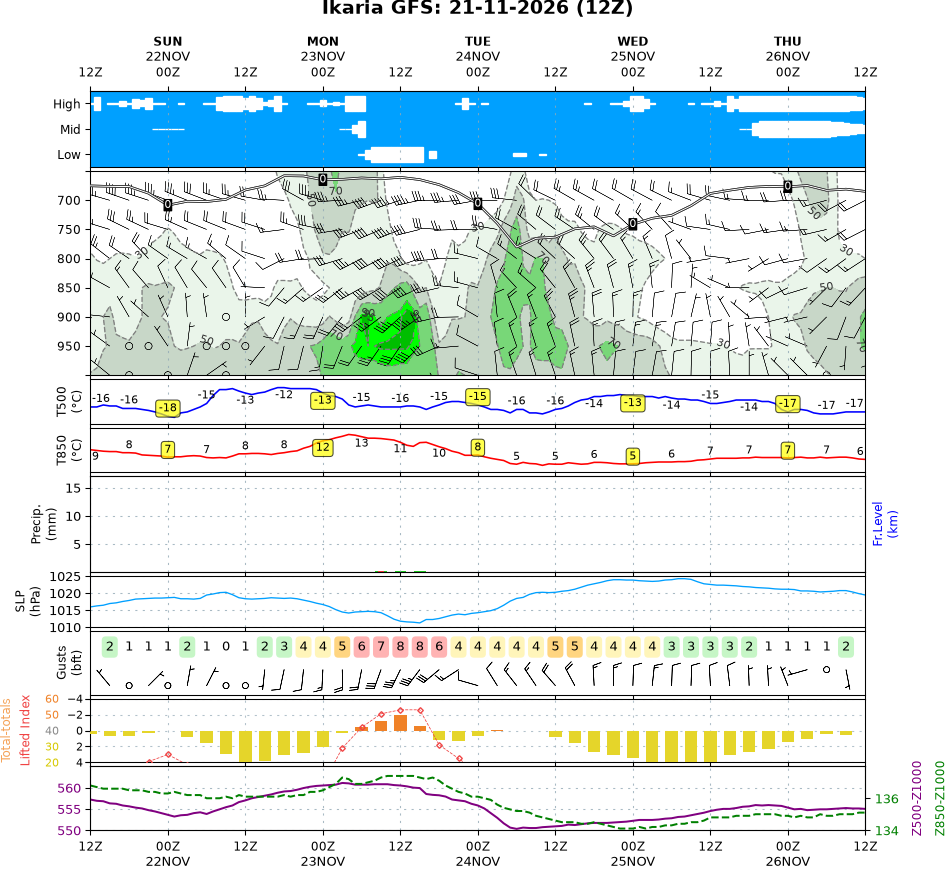 Ikaria GFS: 21-11-2026 (12Z)
SUN MON TUE WED THU
22NOV 23NOV 24NOV 25NOV 26NOV
12Z 00Z 12Z 00Z 12Z 00Z 12Z 00Z 12Z 00Z 12Z
High
Mid
Low
0 0 0 0 0
700
750
800
850
900
950
70
30
30
30
50
50
50
30
30
T500 (°C)
-16 -16 -18 -15 -13 -12 -13 -15 -16 -15 -15 -16 -16 -14 -13 -14 -15 -14 -17 -17 -17
T850 (°C)
9 8 7 7 8 8 12 13 11 10 8 5 5 6 5 6 7 7 7 7 6
Precip. (mm)
15
10
5
Fr.Level (km)
SLP (hPa)
1025
1020
1015
1010
Gusts (bft)
2 1 1 1 2 1 0 1 2 3 4 4 5 6 7 8 8 6 4 4 4 4 4 5 5 4 4 4 4 3 3 3 3 2 1 1 1 1 2
Total-totals
Lifted Index
60 −4
50 −2
40 0
30 2
20 4
560
555
550
136
134
Z500-Z1000
Z850-Z1000
12Z 00Z 12Z 00Z 12Z 00Z 12Z 00Z 12Z 00Z 12Z
22NOV 23NOV 24NOV 25NOV 26NOV